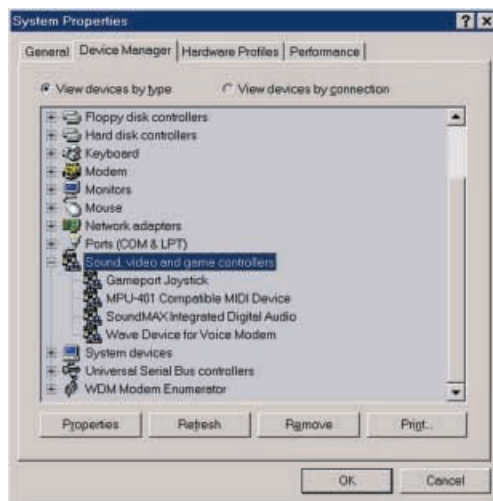 System Properties
General Device Manager Hardware Profiles Performance
View devices by type View devices by connection
Floppy disk controllers
Hard disk controllers
Keyboard
Modem
Monitors
Mouse
Network adapters
Ports (COM & LPT)
Sound, video and game controllers
Gameport Joystick
MPU-401 Compatible MIDI Device
SoundMAX Integrated Digital Audio
Wave Device for Voice Modem
System devices
Universal Serial Bus controllers
WDM Modem Enumerator
Properties Refresh Remove Print...
OK Cancel